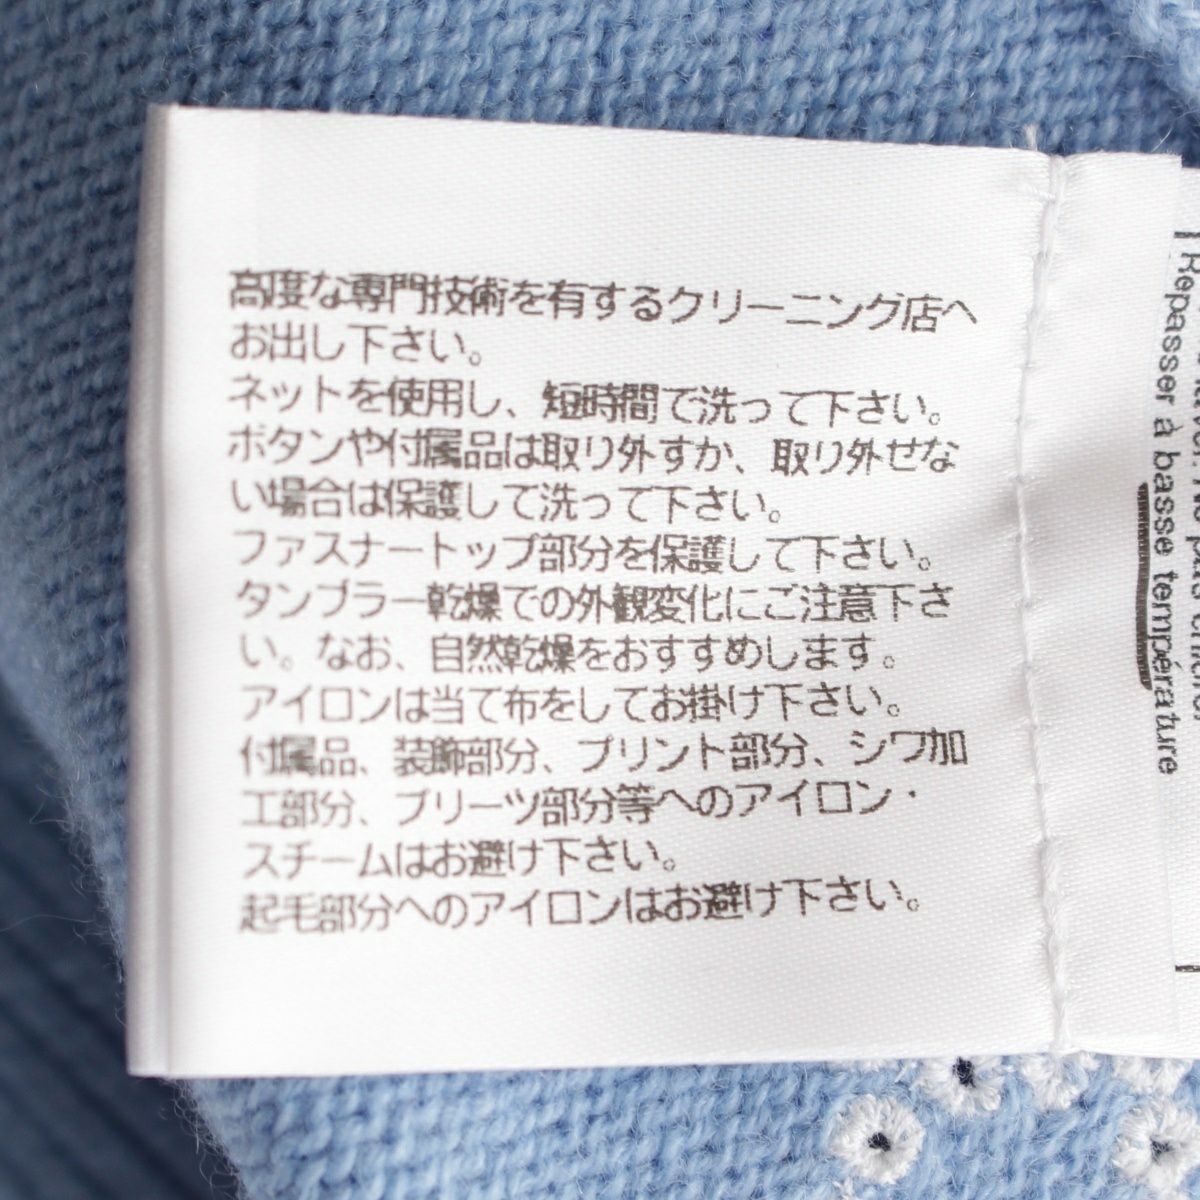 高度な専門技術を有するクリーニング店へ
お出し下さい。
ネットを使用し、短時間で洗って下さい。
ボタンや付属品は取り外すか、取り外せな
い場合は保護して洗って下さい。
ファスナートップ部分を保護して下さい。
タンブラー乾燥での外観変化にご注意下さ
い。なお、自然乾燥をおすすめします。
アイロンは当て布をしてお掛け下さい。
付属品、装飾部分、プリント部分、シワ加
工部分、プリーツ部分等へのアイロン・
スチームはお避け下さい。
起毛部分へのアイロンはお避け下さい。
Repasser à basse température